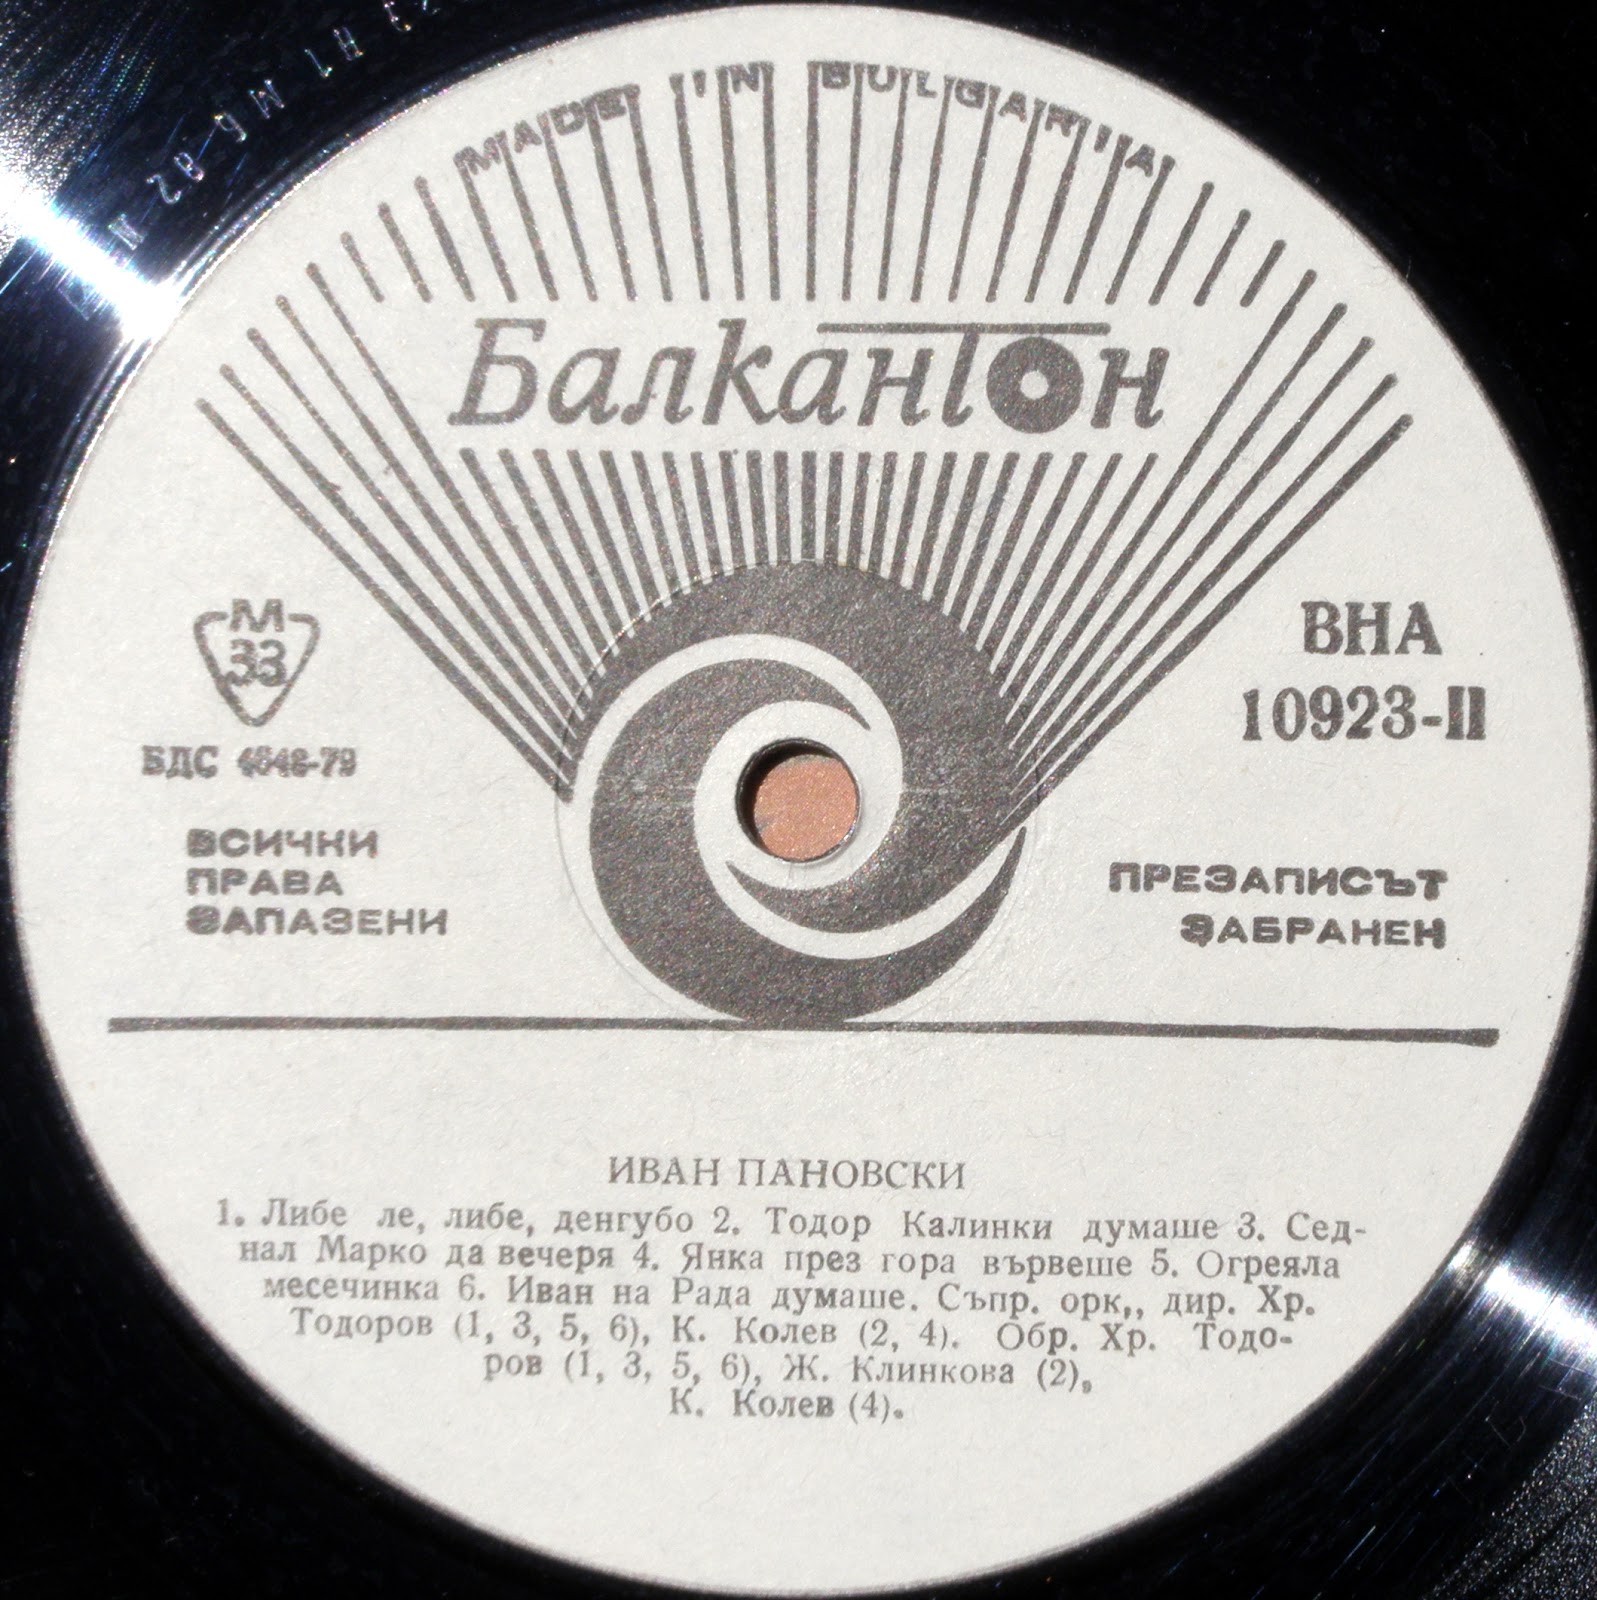 MADE IN BULGARIA
Балкантон
М
33
БДС 4848-79
ВСИЧКИ
ПРАВА
ЗАПАЗЕНИ
ВНА
10923-II
ПРЕЗАПИСЪТ
ЗАБРАНЕН
ИВАН ПАНОВСКИ
1. Либе ле, либе, денгубо 2. Тодор Калинки думаше 3. Сед-
нал Марко да вечеря 4. Янка през гора вървеше 5. Огреяла
месечинка 6. Иван на Рада думаше. Съпр. орк,, дир. Хр.
Тодоров (1, 3, 5, 6), К. Колев (2, 4). Обр. Хр. Тодо-
ров (1, 3, 5, 6), Ж. Клинкова (2),
К. Колев (4).